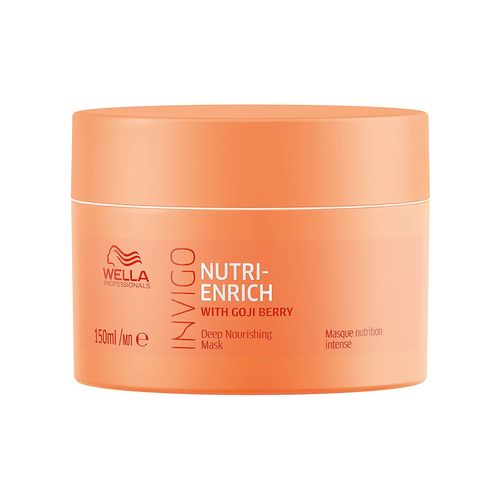 WELLA
PROFESSIONALS
150ml/мл e
INVIGO
NUTRI-
ENRICH
WITH GOJI BERRY
Deep Nourishing
Mask
Masque nutrition
intense